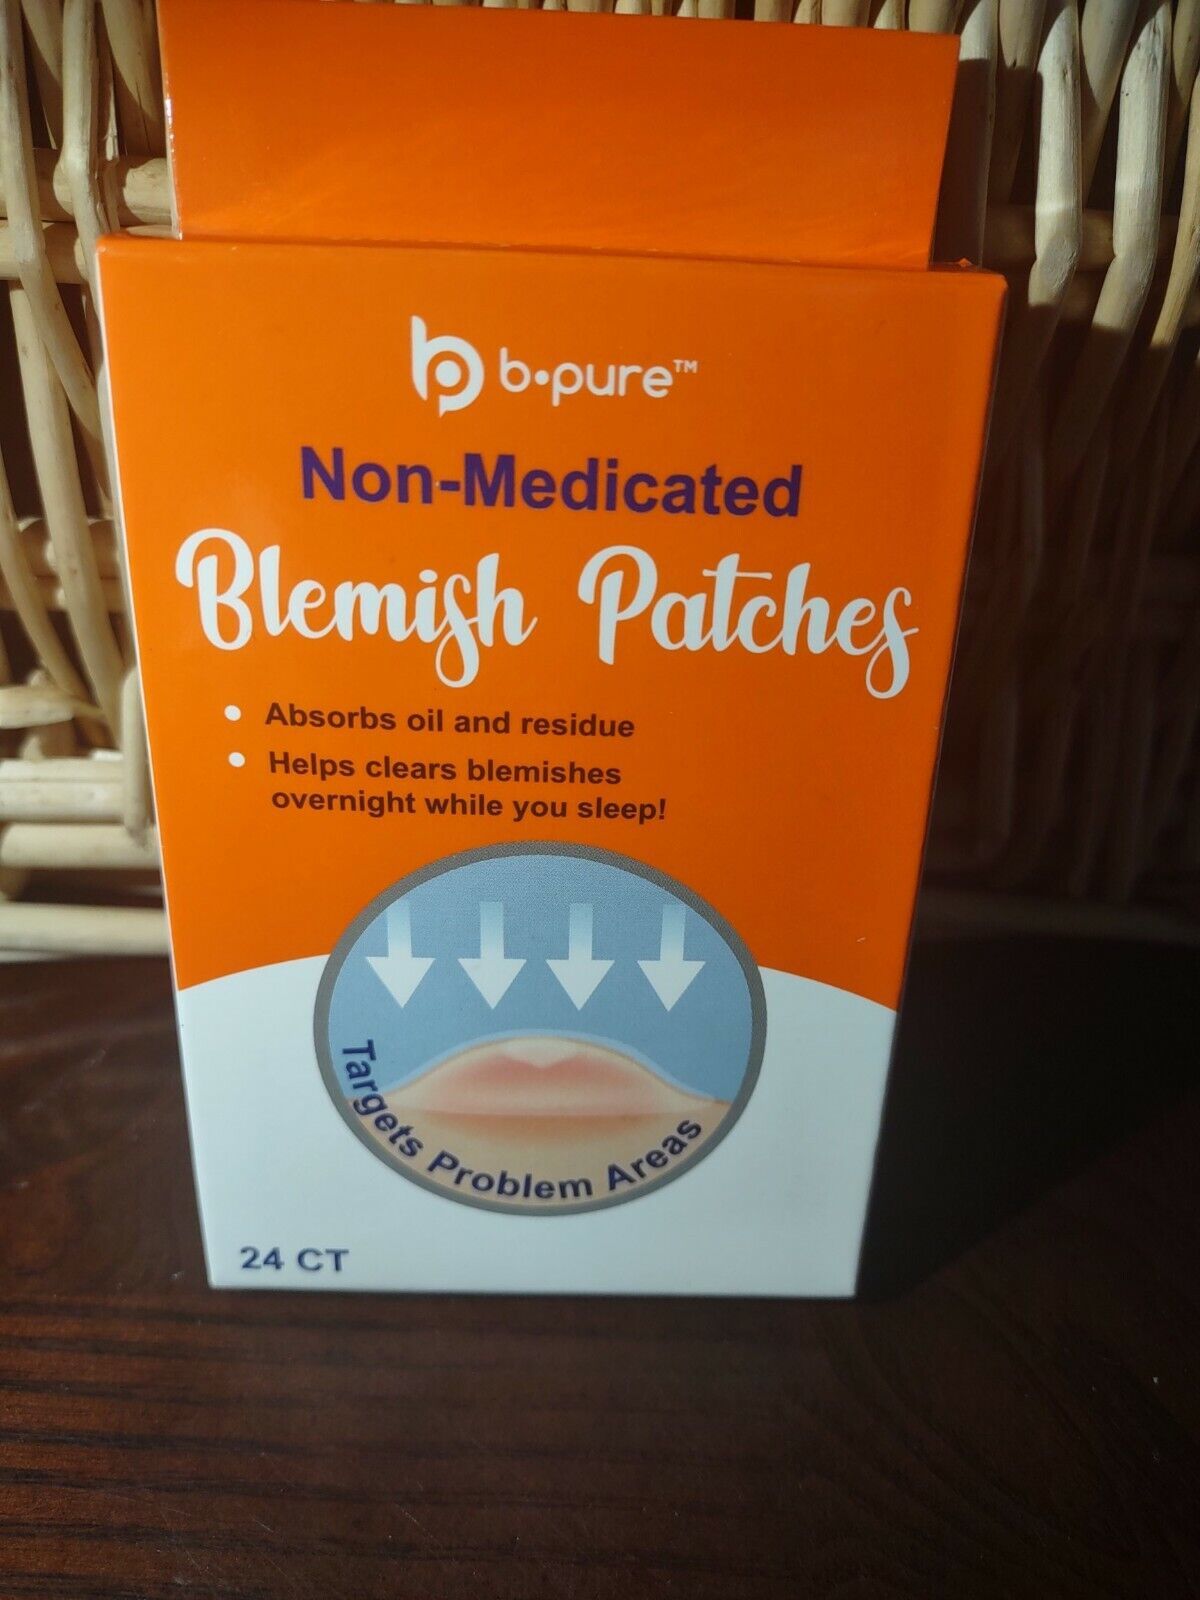 bp b•pure™
Non-Medicated
Blemish Patches
• Absorbs oil and residue
• Helps clears blemishes
overnight while you sleep!
Targets Problem Areas
24 CT